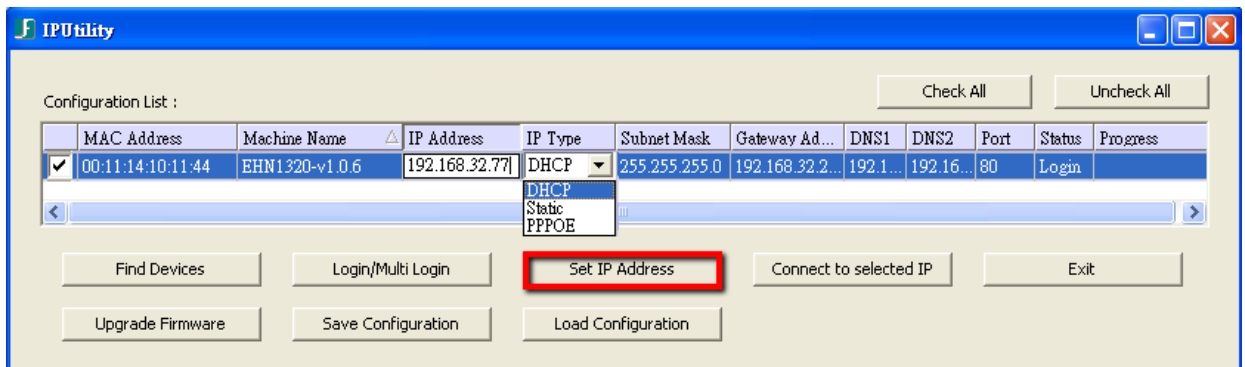 IPUtility
Check All
Uncheck All
Configuration List :
MAC Address Machine Name IP Address IP Type Subnet Mask Gateway Ad... DNS1 DNS2 Port Status Progress
00:11:14:10:11:44 EHN1320-v1.0.6 192.168.32.77 DHCP 255.255.255.0 192.168.32.2... 192.1... 192.16... 80 Login
DHCP
Static
PPPOE
Find Devices Login/Multi Login Set IP Address Connect to selected IP Exit
Upgrade Firmware Save Configuration Load Configuration